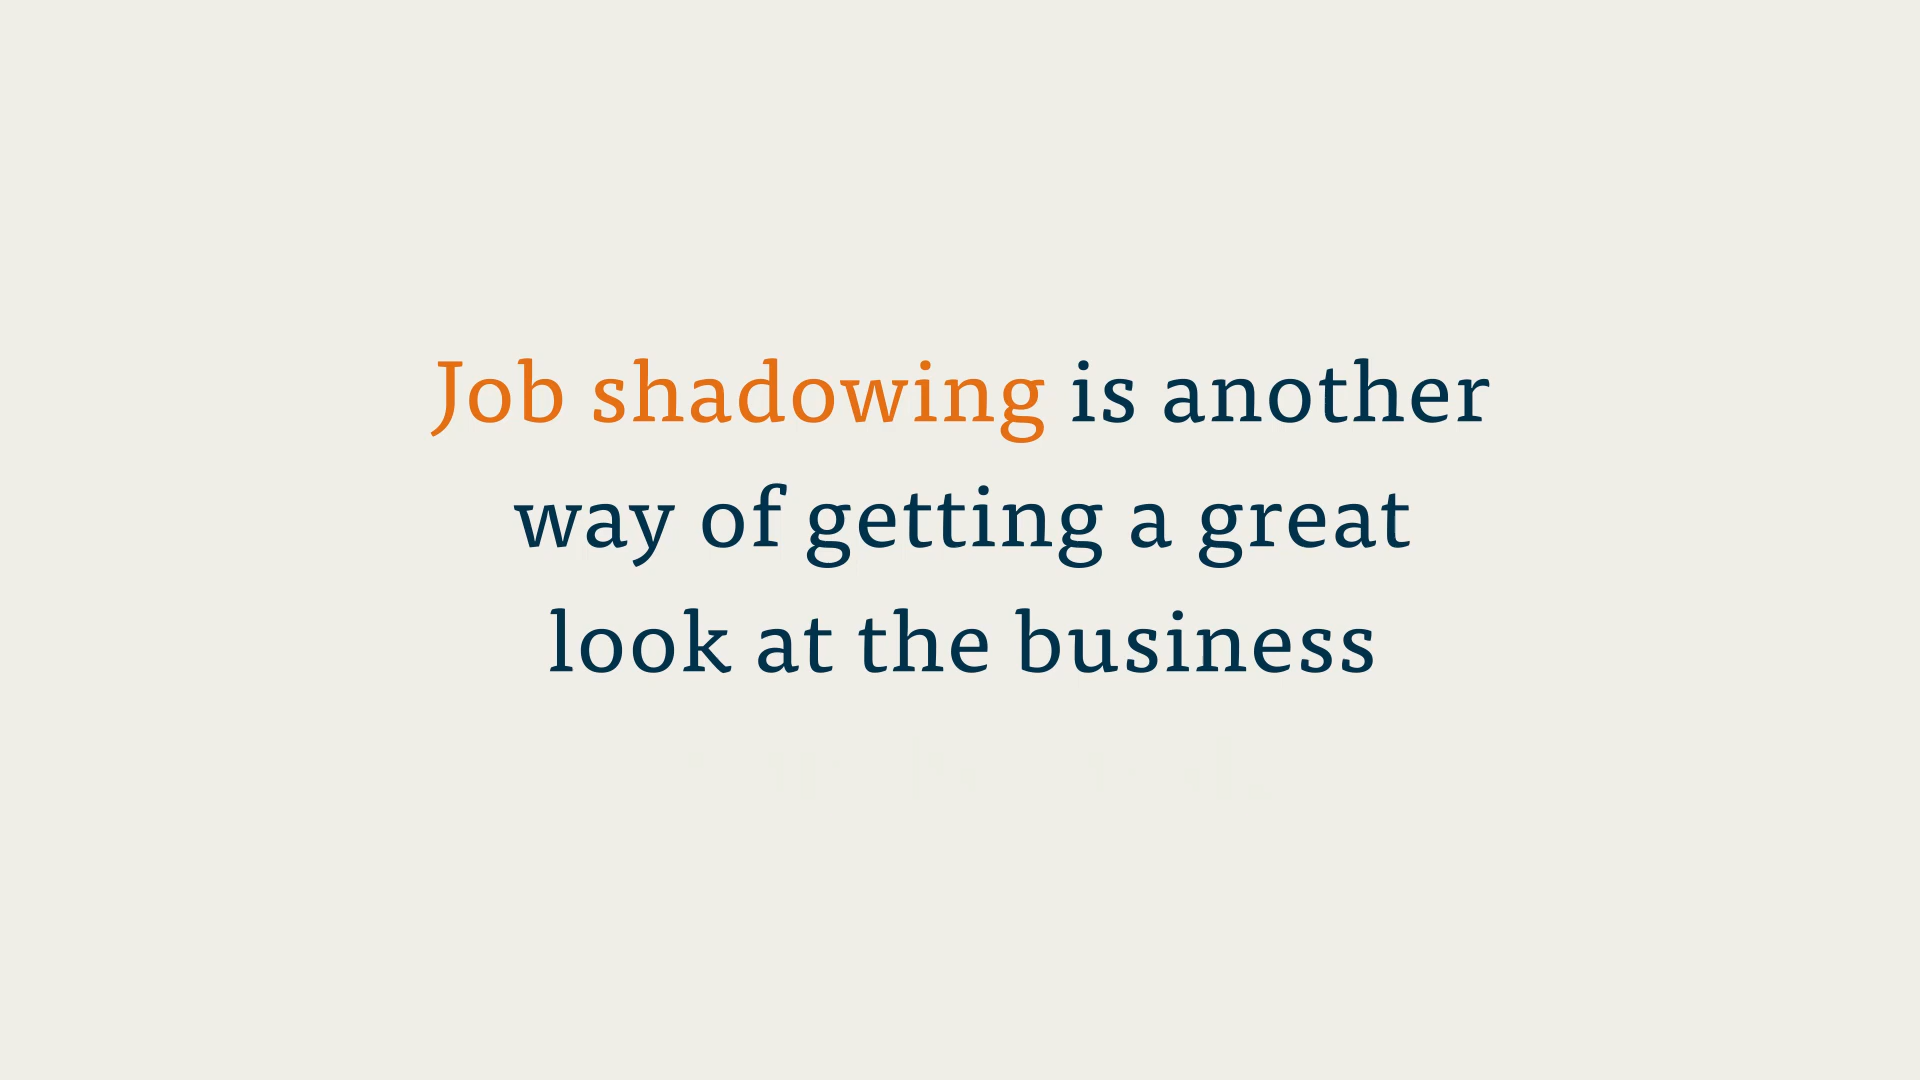 Job shadowing is another
way of getting a great
look at the business